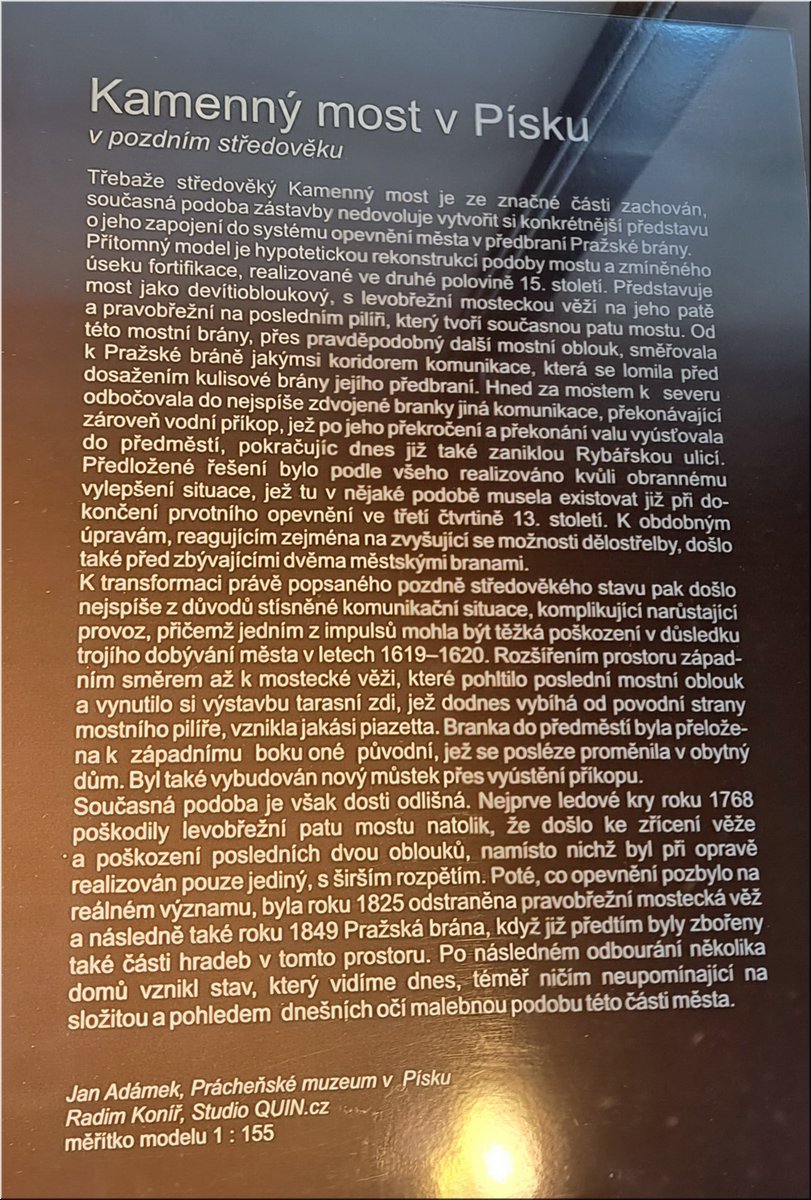 Kamenný most v Písku
v pozdním středověku
Třebaže středověký Kamenný most je ze značné části zachován,
současná podoba zástavby nedovoluje vytvořit si konkrétnější představu
o jeho zapojení do systému opevnění města v předbraní Pražské brány.
Přítomný model je hypotetickou rekonstrukcí podoby mostu a zmíněného
úseku fortifikace, realizované ve druhé polovině 15. století. Představuje
most jako devítiobloukový, s levobřežní mosteckou věží na jeho patě
a pravobřežní na posledním pilíři, který tvoří současnou patu mostu. Od
této mostní brány, přes pravděpodobný další mostní oblouk, směřovala
k Pražské bráně jakýmsi koridorem komunikace, která se lomila před
dosažením kulisové brány jejího předbraní. Hned za mostem k severu
odbočovala do nejspíše zdvojené branky jiná komunikace, překonávající
zároveň vodní příkop, jež po jeho překročení a překonání valu vyúsťovala
do předměstí, pokračujíc dnes již také zaniklou Rybářskou ulicí.
Předložené řešení bylo podle všeho realizováno kvůli obrannému
vylepšení situace, jež tu v nějaké podobě musela existovat již při do-
končení prvotního opevnění ve třetí čtvrtině 13. století. K obdobným
úpravám, reagujícím zejména na zvyšující se možnosti dělostřelby, došlo
také před zbývajícími dvěma městskými branami.
K transformaci právě popsaného pozdně středověkého stavu pak došlo
nejspíše z důvodů stísněné komunikační situace, komplikující narůstající
provoz, přičemž jedním z impulsů mohla být těžká poškození v důsledku
trojího dobývání města v letech 1619–1620. Rozšířením prostoru západ-
ním směrem až k mostecké věži, které pohltilo poslední mostní oblouk
a vynutilo si výstavbu tarasní zdi, jež dodnes vybíhá od povodní strany
mostního pilíře, vznikla jakási piazetta. Branka do předměstí byla přelože-
na k západnímu boku oné původní, jež se posléze proměnila v obytný
dům. Byl také vybudován nový můstek přes vyústění příkopu.
Současná podoba je však dosti odlišná. Nejprve ledové kry roku 1768
poškodily levobřežní patu mostu natolik, že došlo ke zřícení věže
a poškození posledních dvou oblouků, namísto nichž byl při opravě
realizován pouze jediný, s širším rozpětím. Poté, co opevnění pozbylo na
reálném významu, byla roku 1825 odstraněna pravobřežní mostecká věž
a následně také roku 1849 Pražská brána, když již předtím byly zbořeny
také části hradeb v tomto prostoru. Po následném odbourání několika
domů vznikl stav, který vidíme dnes, téměř ničím neupomínající na
složitou a pohledem dnešních očí malebnou podobu této části města.
Jan Adámek, Prácheňské muzeum v Písku
Radim Koníř, Studio QUIN.cz
měřítko modelu 1 : 155